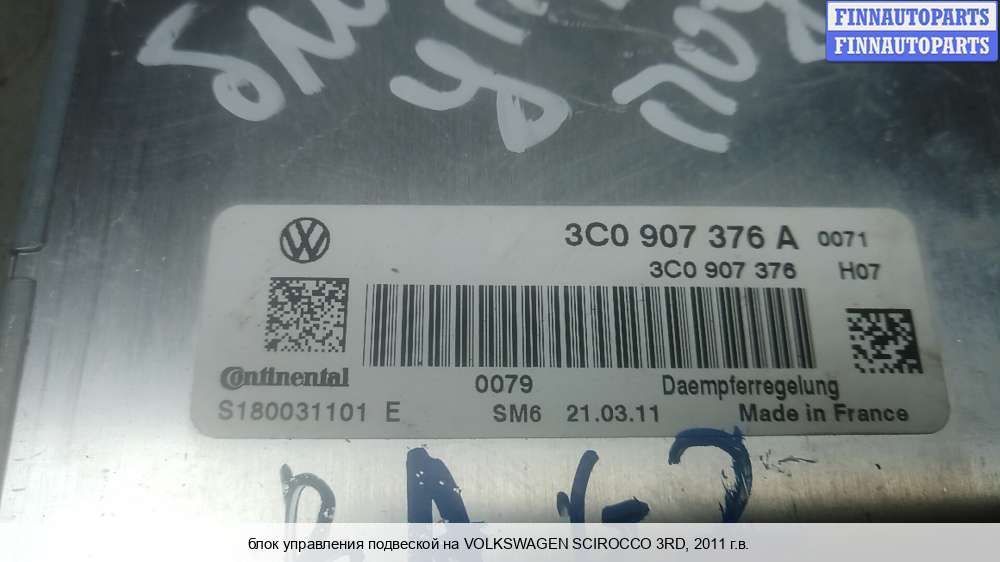 FINNAUTOPARTS
FINNAUTOPARTS
3C0 907 376 A 0071
3C0 907 376 H07
Continental 0079 Daempferregelung
S180031101 E SM6 21.03.11 Made in France
блок управления подвеской на VOLKSWAGEN SCIROCCO 3RD, 2011 г.в.